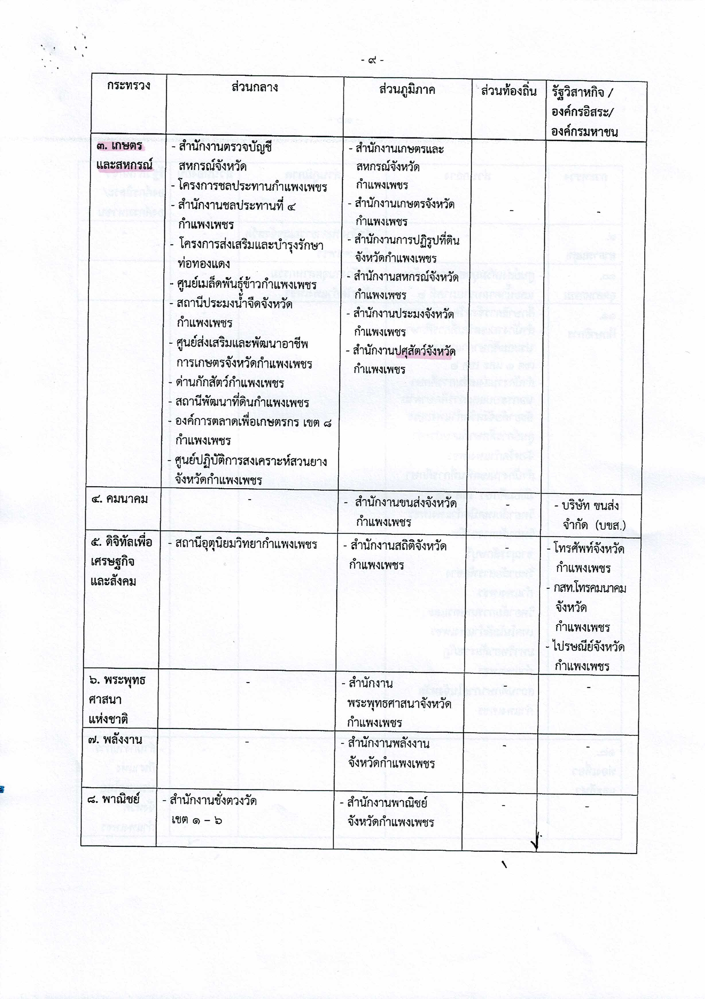 - ๙ -
กระทรวง
ส่วนกลาง
ส่วนภูมิภาค
ส่วนท้องถิ่น
รัฐวิสาหกิจ /
องค์กรอิสระ/
องค์กรมหาชน
๓. เกษตร
และสหกรณ์
- สำนักงานตรวจบัญชี
สหกรณ์จังหวัด
- โครงการชลประทานกำแพงเพชร
- สำนักงานชลประทานที่ ๔
กำแพงเพชร
- โครงการส่งเสริมและบำรุงรักษา
ท่อทองแดง
- ศูนย์เมล็ดพันธุ์ข้าวกำแพงเพชร
- สถานีประมงน้ำจืดจังหวัด
กำแพงเพชร
- ศูนย์ส่งเสริมและพัฒนาอาชีพ
การเกษตรจังหวัดกำแพงเพชร
- ด่านกักสัตว์กำแพงเพชร
- สถานีพัฒนาที่ดินกำแพงเพชร
- องค์การตลาดเพื่อเกษตรกร เขต ๘
กำแพงเพชร
- ศูนย์ปฏิบัติการสงเคราะห์สวนยาง
จังหวัดกำแพงเพชร
- สำนักงานเกษตรและ
สหกรณ์จังหวัด
กำแพงเพชร
- สำนักงานเกษตรจังหวัด
กำแพงเพชร
- สำนักงานการปฏิรูปที่ดิน
จังหวัดกำแพงเพชร
- สำนักงานสหกรณ์จังหวัด
กำแพงเพชร
- สำนักงานประมงจังหวัด
กำแพงเพชร
- สำนักงานปศุสัตว์จังหวัด
กำแพงเพชร
-
-
๔. คมนาคม
-
- สำนักงานขนส่งจังหวัด
กำแพงเพชร
-
- บริษัท ขนส่ง
จำกัด (บขส.)
๕. ดิจิทัลเพื่อ
เศรษฐกิจ
และสังคม
- สถานีอุตุนิยมวิทยากำแพงเพชร
- สำนักงานสถิติจังหวัด
กำแพงเพชร
-
- โทรศัพท์จังหวัด
กำแพงเพชร
- กสท.โทรคมนาคม
จังหวัด
กำแพงเพชร
- ไปรษณีย์จังหวัด
กำแพงเพชร
๖. พระพุทธ
ศาสนา
แห่งชาติ
-
- สำนักงาน
พระพุทธศาสนาจังหวัด
กำแพงเพชร
-
-
๗. พลังงาน
-
- สำนักงานพลังงาน
จังหวัดกำแพงเพชร
-
-
๘. พาณิชย์
- สำนักงานชั่งตวงวัด
เขต ๑ – ๖
- สำนักงานพาณิชย์
จังหวัดกำแพงเพชร
-
-